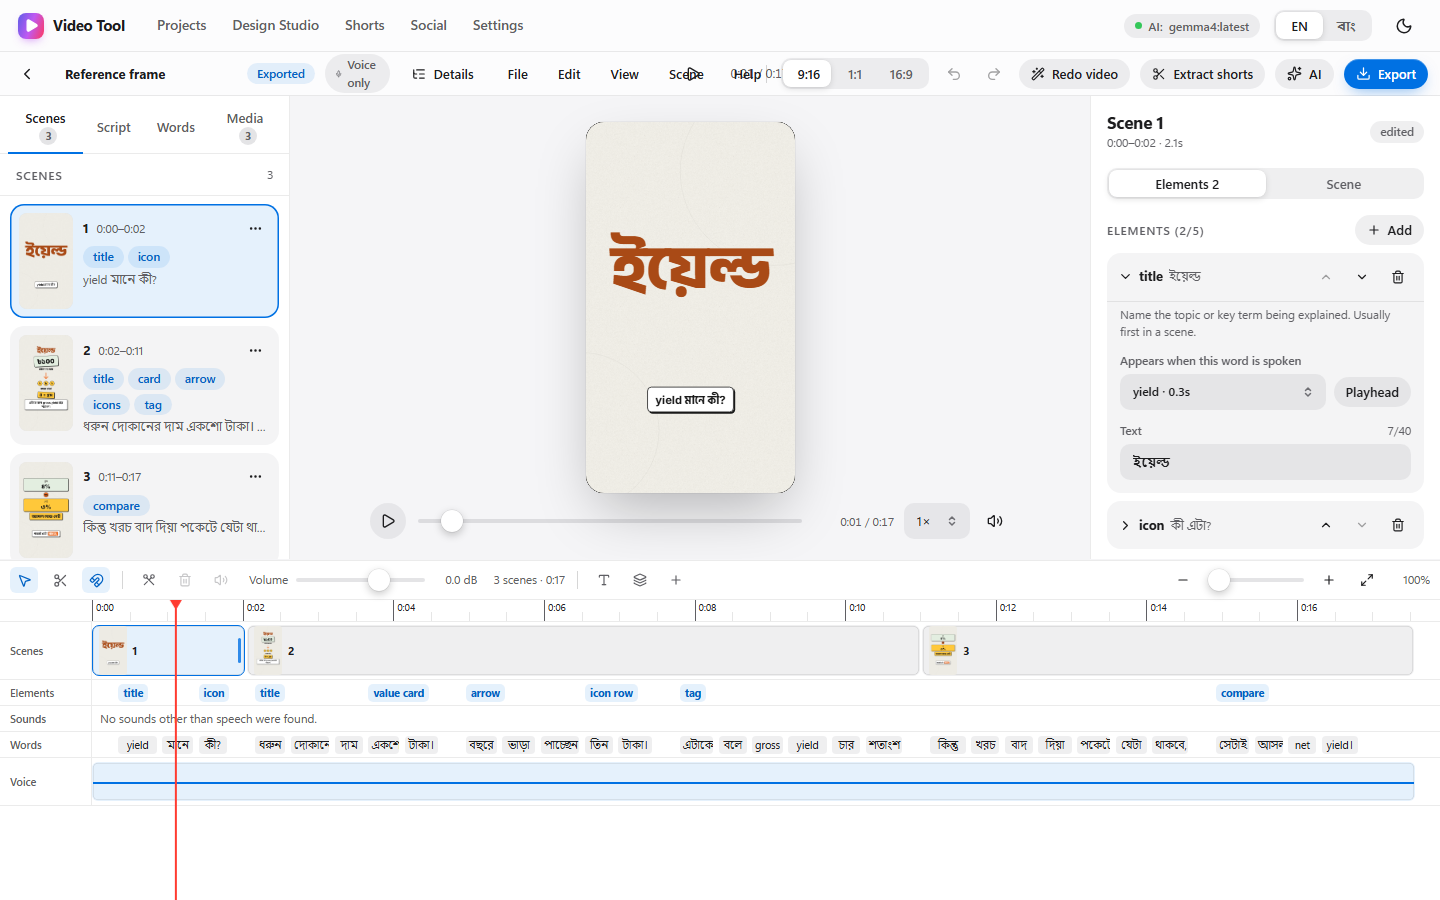 Video Tool
Projects
Design Studio
Shorts
Social
Settings
AI: gemma4:latest
EN
বাং
Reference frame
Exported
Voice only
Details
File
Edit
View
Scene
Help
9:16
1:1
16:9
Redo video
Extract shorts
AI
Export
Scenes
3
Script
Words
Media
3
SCENES
3
1 0:00–0:02
title icon
yield মানে কী?
2 0:02–0:11
title card arrow
icons tag
ধরুন দোকানের দাম একশো টাকা। ...
3 0:11–0:17
compare
কিন্তু খরচ বাদ দিয়া পকেটে যেটা থা...
ইয়েল্ড
yield মানে কী?
0:01 / 0:17
1×
Scene 1
0:00–0:02 · 2.1s
edited
Elements 2
Scene
ELEMENTS (2/5)
Add
title ইয়েল্ড
Name the topic or key term being explained. Usually
first in a scene.
Appears when this word is spoken
yield · 0.3s
Playhead
Text
7/40
ইয়েল্ড
icon কী এটা?
Volume
0.0 dB
3 scenes · 0:17
100%
0:00 0:02 0:04 0:06 0:08 0:10 0:12 0:14 0:16
Scenes 1 2 3
Elements title icon title value card arrow icon row tag compare
Sounds No sounds other than speech were found.
Words yield মানে কী? ধরুন দোকানে দাম একশে টাকা। বছরে ভাড়া পাচ্ছেন তিন টাকা। এটাকে বলে gross yield চার শতাংশ কিন্তু খরচ বাদ দিয়া পকেটে যেটা থাকবে, সেটাই net yield।
Voice